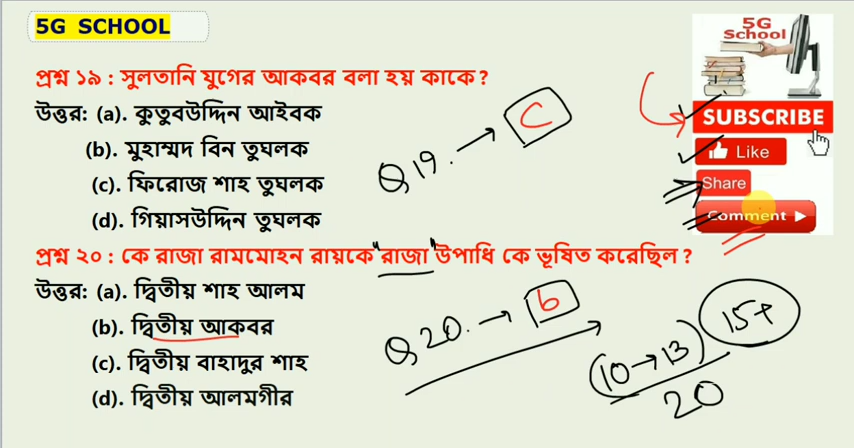 5G SCHOOL
প্রশ্ন ১৯ : সুলতানি যুগের আকবর বলা হয় কাকে ?
উত্তর: (a). কুতুবউদ্দিন আইবক
(b). মুহাম্মদ বিন তুঘলক
(c). ফিরোজ শাহ তুঘলক
(d). গিয়াসউদ্দিন তুঘলক
Q19. → C
প্রশ্ন ২০ : কে রাজা রামমোহন রায়কে "রাজা" উপাধি কে ভূষিত করেছিল ?
উত্তর: (a). দ্বিতীয় শাহ আলম
(b). দ্বিতীয় আকবর
(c). দ্বিতীয় বাহাদুর শাহ
(d). দ্বিতীয় আলমগীর
Q20. → b
(10→13) 15+
20
5G
School
SUBSCRIBE
Like
Share
Comment